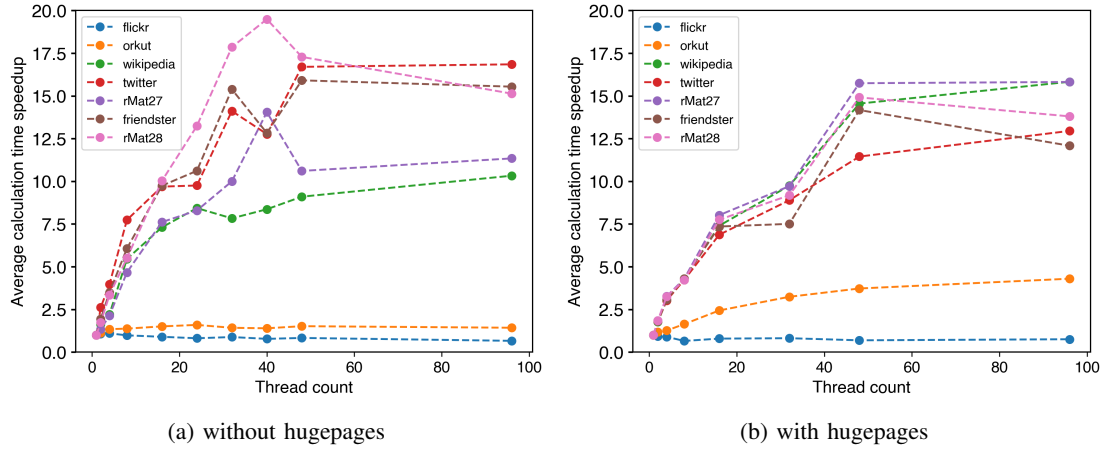 20.0
17.5
15.0
12.5
10.0
7.5
5.0
2.5
0.0
Average calculation time speedup
flickr
orkut
wikipedia
twitter
rMat27
friendster
rMat28
0 20 40 60 80 100
Thread count
(a) without hugepages
20.0
17.5
15.0
12.5
10.0
7.5
5.0
2.5
0.0
Average calculation time speedup
flickr
orkut
wikipedia
twitter
rMat27
friendster
rMat28
0 20 40 60 80 100
Thread count
(b) with hugepages